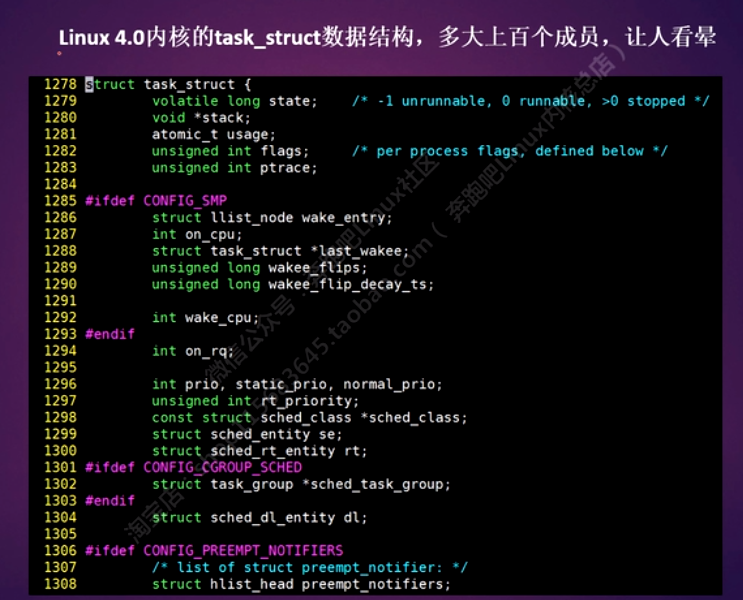 Linux 4.0内核的task_struct数据结构，多大上百个成员，让人看晕
1278 struct task_struct {
1279 volatile long state; /* -1 unrunnable, 0 runnable, >0 stopped */
1280 void *stack;
1281 atomic_t usage;
1282 unsigned int flags; /* per process flags, defined below */
1283 unsigned int ptrace;
1284
1285 #ifdef CONFIG_SMP
1286 struct llist_node wake_entry;
1287 int on_cpu;
1288 struct task_struct *last_wakee;
1289 unsigned long wakee_flips;
1290 unsigned long wakee_flip_decay_ts;
1291
1292 int wake_cpu;
1293 #endif
1294 int on_rq;
1295
1296 int prio, static_prio, normal_prio;
1297 unsigned int rt_priority;
1298 const struct sched_class *sched_class;
1299 struct sched_entity se;
1300 struct sched_rt_entity rt;
1301 #ifdef CONFIG_CGROUP_SCHED
1302 struct task_group *sched_task_group;
1303 #endif
1304 struct sched_dl_entity dl;
1305
1306 #ifdef CONFIG_PREEMPT_NOTIFIERS
1307 /* list of struct preempt_notifier: */
1308 struct hlist_head preempt_notifiers;